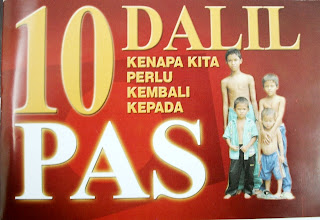 10 DALIL
KENAPA KITA
PERLU
KEMBALI
KEPADA
PAS